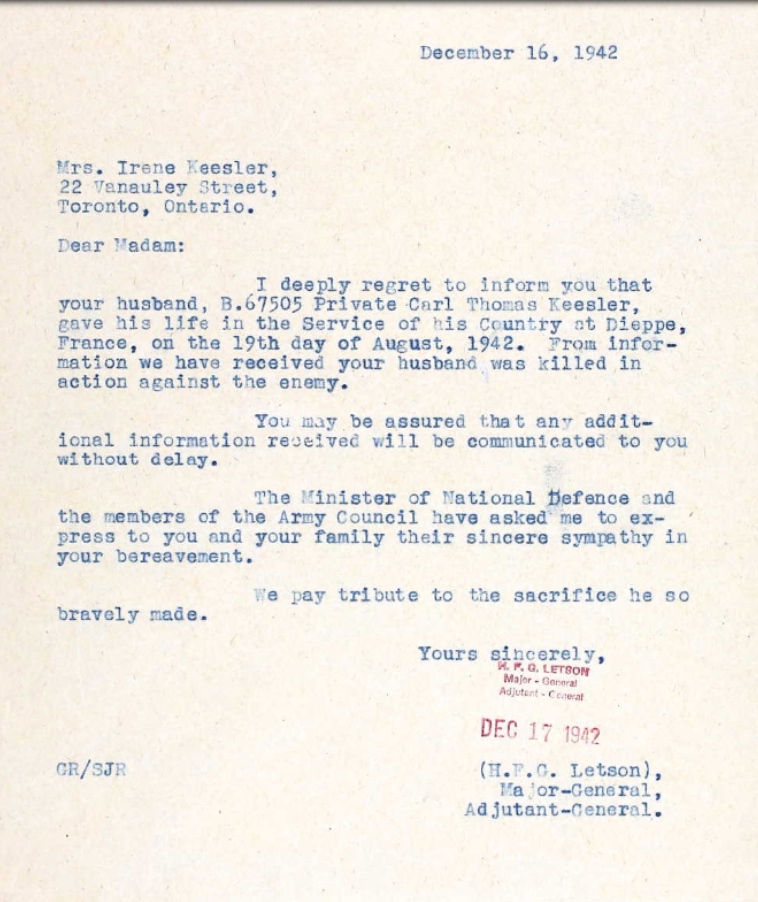 December 16, 1942
Mrs. Irene Keesler,
22 Vanauley Street,
Toronto, Ontario.
Dear Madam:
I deeply regret to inform you that
your husband, B.67505 Private Carl Thomas Keesler,
gave his life in the Service of his Country at Dieppe,
France, on the 19th day of August, 1942. From infor-
mation we have received your husband was killed in
action against the enemy.
You may be assured that any addit-
ional information received will be communicated to you
without delay.
The Minister of National Defence and
the members of the Army Council have asked me to ex-
press to you and your family their sincere sympathy in
your bereavement.
We pay tribute to the sacrifice he so
bravely made.
Yours sincerely,
H. F. G. LETSON
Major - General
Adjutant - General
DEC 17 1942
GR/SJR
(H.F.G. Letson),
Major-General,
Adjutant-General.